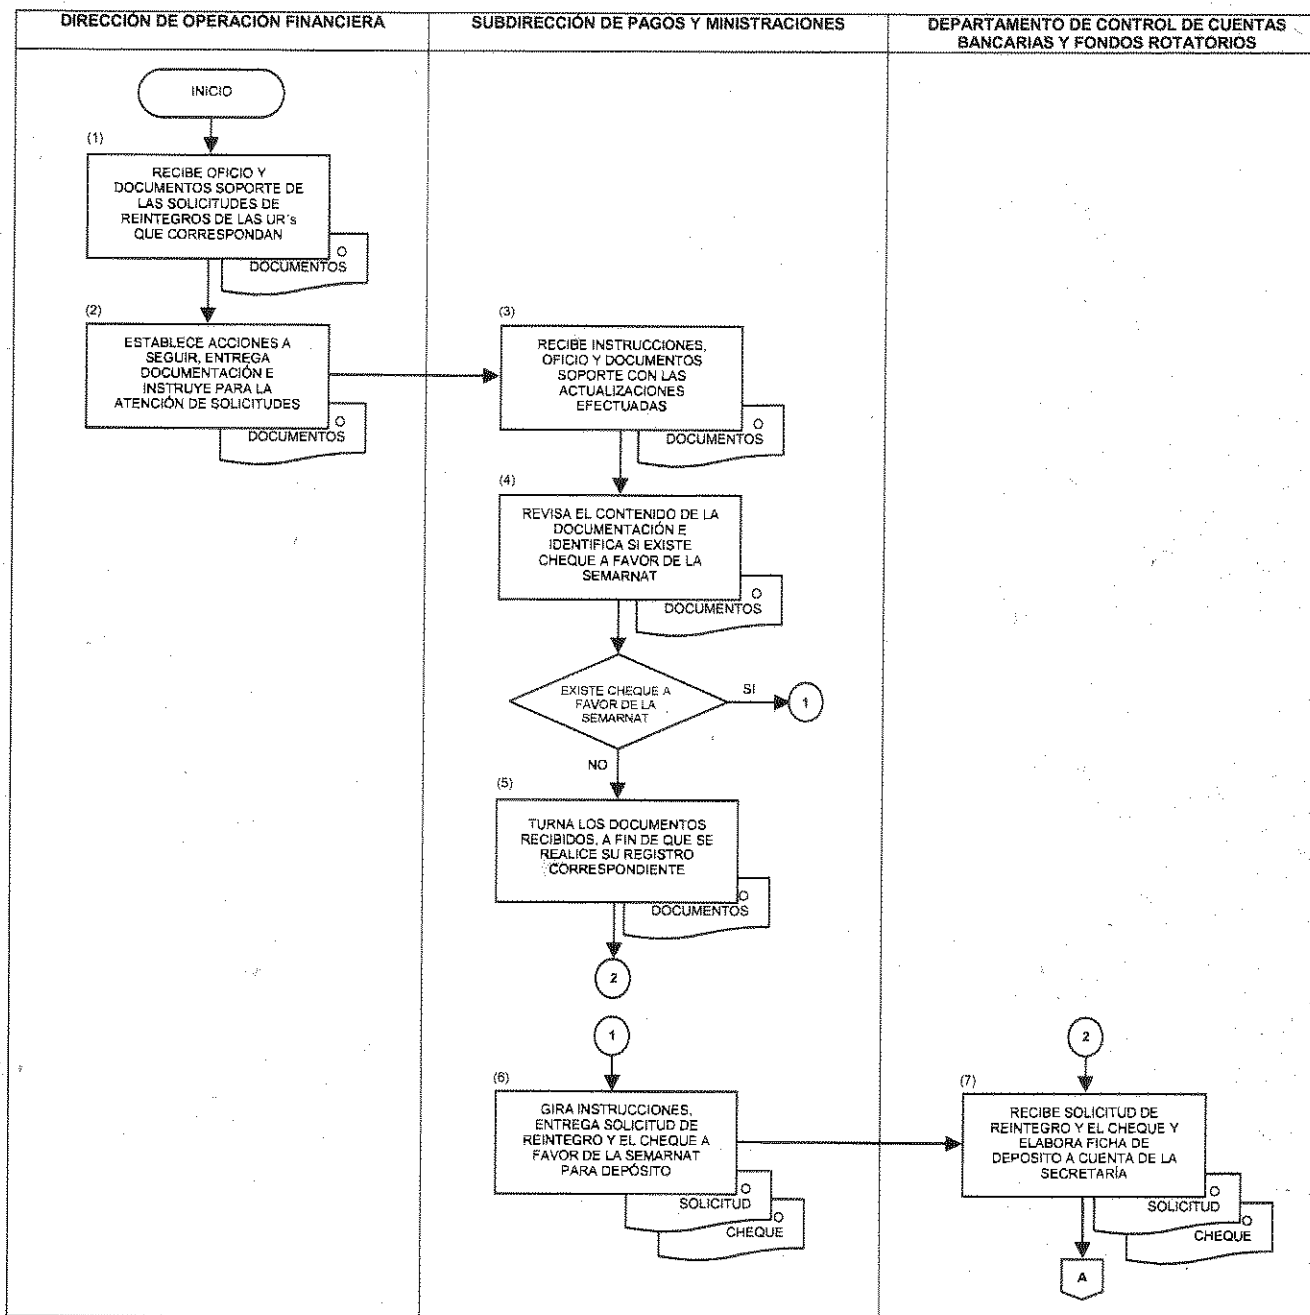 DIRECCIÓN DE OPERACIÓN FINANCIERA
SUBDIRECCIÓN DE PAGOS Y MINISTRACIONES
DEPARTAMENTO DE CONTROL DE CUENTAS
BANCARIAS Y FONDOS ROTATORIOS
INICIO
(1)
RECIBE OFICIO Y
DOCUMENTOS SOPORTE DE
LAS SOLICITUDES DE
REINTEGROS DE LAS UR´s
QUE CORRESPONDAN
O
DOCUMENTOS
(2)
ESTABLECE ACCIONES A
SEGUIR, ENTREGA
DOCUMENTACIÓN E
INSTRUYE PARA LA
ATENCIÓN DE SOLICITUDES
O
DOCUMENTOS
(3)
RECIBE INSTRUCCIONES,
OFICIO Y DOCUMENTOS
SOPORTE CON LAS
ACTUALIZACIONES
EFECTUADAS
O
DOCUMENTOS
(4)
REVISA EL CONTENIDO DE LA
DOCUMENTACIÓN E
IDENTIFICA SI EXISTE
CHEQUE A FAVOR DE LA
SEMARNAT
O
DOCUMENTOS
EXISTE CHEQUE A
FAVOR DE LA
SEMARNAT
SI
1
NO
(5)
TURNA LOS DOCUMENTOS
RECIBIDOS, A FIN DE QUE SE
REALICE SU REGISTRO
CORRESPONDIENTE
O
DOCUMENTOS
2
1
(6)
GIRA INSTRUCCIONES,
ENTREGA SOLICITUD DE
REINTEGRO Y EL CHEQUE A
FAVOR DE LA SEMARNAT
PARA DEPÓSITO
O
SOLICITUD
O
CHEQUE
2
(7)
RECIBE SOLICITUD DE
REINTEGRO Y EL CHEQUE Y
ELABORA FICHA DE
DEPOSITO A CUENTA DE LA
SECRETARÍA
O
SOLICITUD
O
CHEQUE
A